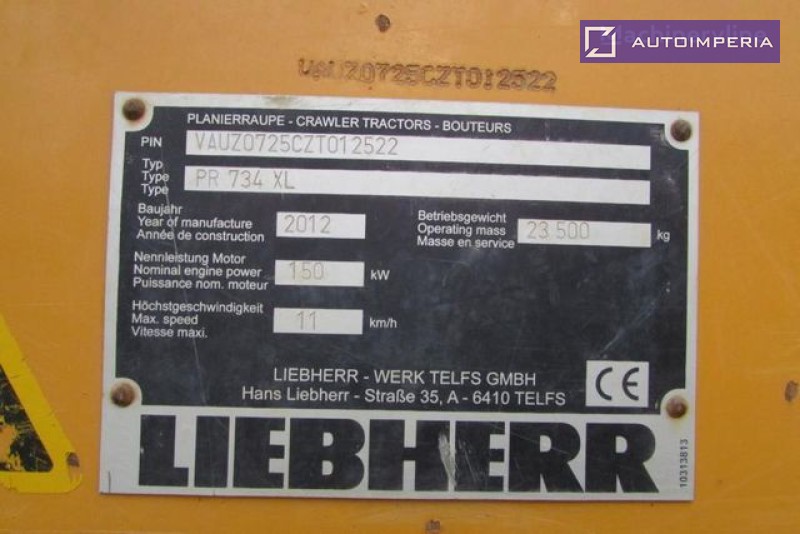 AUTOIMPERIA
VAUZ0725CZT012522
PLANIERRAUPE - CRAWLER TRACTORS - BOUTEURS
PIN VAUZ0725CZT012522
Typ
Type PR 734 XL
Type
Baujahr
Year of manufacture 2012
Année de construction
Betriebsgewicht
Operating mass 23 500 kg
Masse en service
Nennleistung Motor
Nominal engine power 150 kW
Puissance nom. moteur
Höchstgeschwindigkeit
Max. speed 11 km/h
Vitesse maxi.
LIEBHERR - WERK TELFS GMBH
Hans Liebherr - Straße 35, A - 6410 TELFS
CE
LIEBHERR
10313813